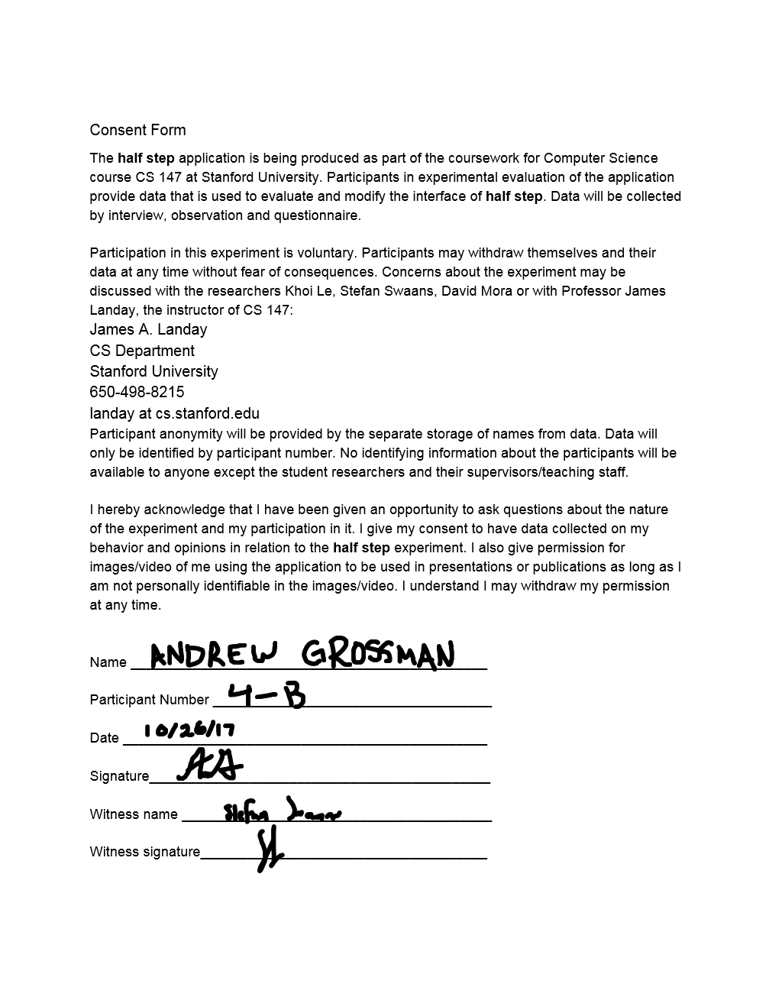 Consent Form
The half step application is being produced as part of the coursework for Computer Science
course CS 147 at Stanford University. Participants in experimental evaluation of the application
provide data that is used to evaluate and modify the interface of half step. Data will be collected
by interview, observation and questionnaire.
Participation in this experiment is voluntary. Participants may withdraw themselves and their
data at any time without fear of consequences. Concerns about the experiment may be
discussed with the researchers Khoi Le, Stefan Swaans, David Mora or with Professor James
Landay, the instructor of CS 147:
James A. Landay
CS Department
Stanford University
650-498-8215
landay at cs.stanford.edu
Participant anonymity will be provided by the separate storage of names from data. Data will
only be identified by participant number. No identifying information about the participants will be
available to anyone except the student researchers and their supervisors/teaching staff.
I hereby acknowledge that I have been given an opportunity to ask questions about the nature
of the experiment and my participation in it. I give my consent to have data collected on my
behavior and opinions in relation to the half step experiment. I also give permission for
images/video of me using the application to be used in presentations or publications as long as I
am not personally identifiable in the images/video. I understand I may withdraw my permission
at any time.
Name ANDREW GROSSMAN
Participant Number 4-B
Date 10/26/17
Signature
Witness name Stefan Swaans
Witness signature